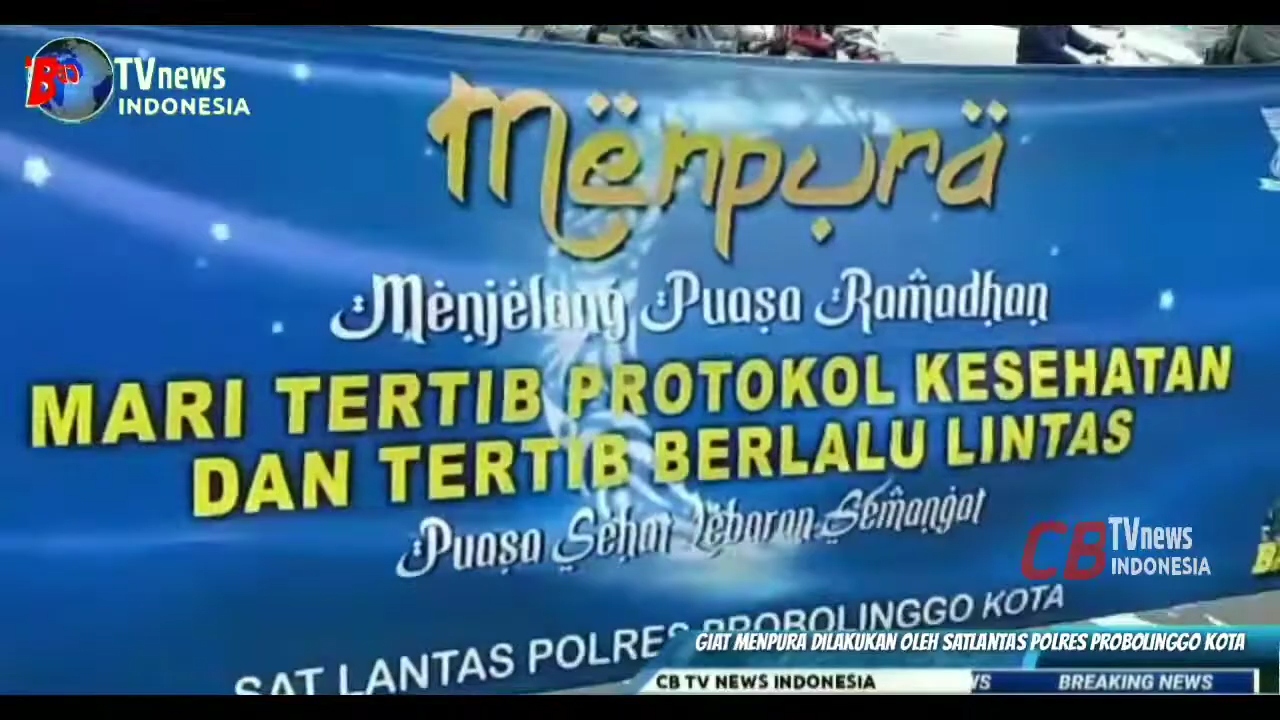 TVnews
INDONESIA
Menpura
Menjelang Puasa Ramadhan
MARI TERTIB PROTOKOL KESEHATAN
DAN TERTIB BERLALU LINTAS
Puasa Sehat Lebaran Semangat
CB TVnews
INDONESIA
SAT LANTAS POLRES PROBOLINGGO KOTA
GIAT MENPURA DILAKUKAN OLEH SATLANTAS POLRES PROBOLINGGO KOTA
CB TV NEWS INDONESIA
BREAKING NEWS